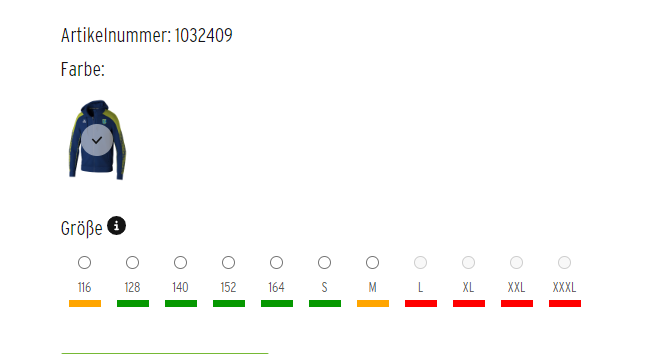 Artikelnummer: 1032409
Farbe:
Größe
116 128 140 152 164 S M L XL XXL XXXL